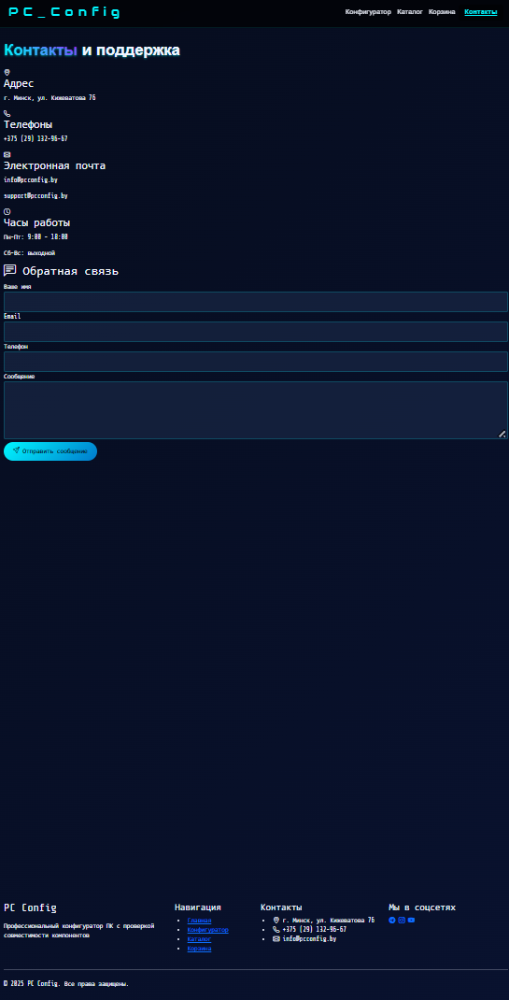 PC_Config
Конфигуратор Каталог Корзина Контакты
Контакты и поддержка
Адрес
г. Минск, ул. Кижеватова 76
Телефоны
+375 (29) 132-96-67
Электронная почта
info@pcconfig.by
support@pcconfig.by
Часы работы
Пн-Пт: 9:00 - 18:00
Сб-Вс: выходной
Обратная связь
Ваше имя
Email
Телефон
Сообщение
Отправить сообщение
PC Config
Профессиональный конфигуратор ПК с проверкой
совместимости компонентов
Навигация
Главная
Конфигуратор
Каталог
Корзина
Контакты
г. Минск, ул. Кижеватова 76
+375 (29) 132-96-67
info@pcconfig.by
Мы в соцсетях
© 2025 PC Config. Все права защищены.